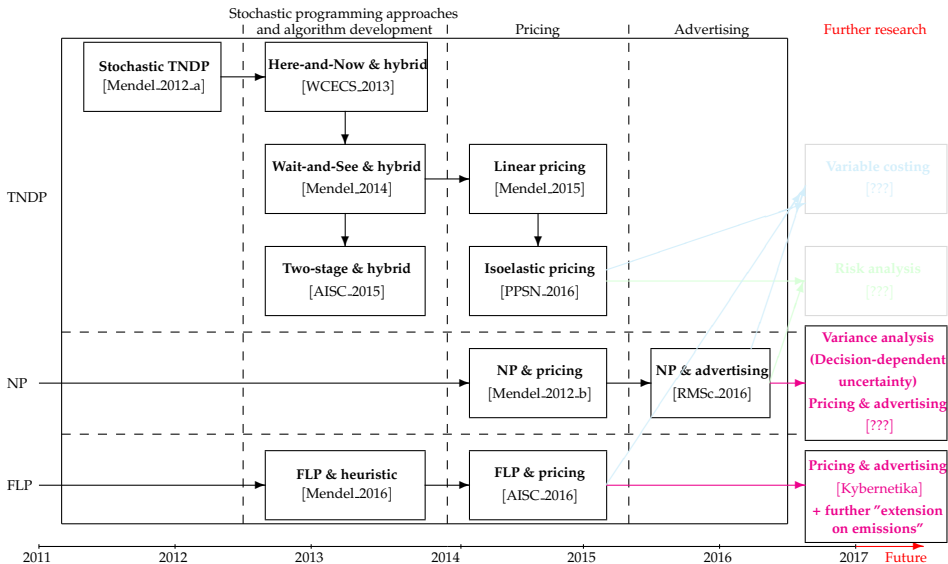 Stochastic programming approaches
and algorithm development
Pricing
Advertising
Further research
Stochastic TNDP
[Mendel_2012_a]
Here-and-Now & hybrid
[WCECS_2013]
TNDP
Wait-and-See & hybrid
[Mendel_2014]
Linear pricing
[Mendel_2015]
Variable costing
[???]
Two-stage & hybrid
[AISC_2015]
Isoelastic pricing
[PPSN_2016]
Risk analysis
[???]
NP
NP & pricing
[Mendel_2012_b]
NP & advertising
[RMSc_2016]
Variance analysis
(Decision-dependent
uncertainty)
Pricing & advertising
[???]
FLP
FLP & heuristic
[Mendel_2016]
FLP & pricing
[AISC_2016]
Pricing & advertising
[Kybernetika]
+ further "extension
on emissions"
2011
2012
2013
2014
2015
2016
2017
Future